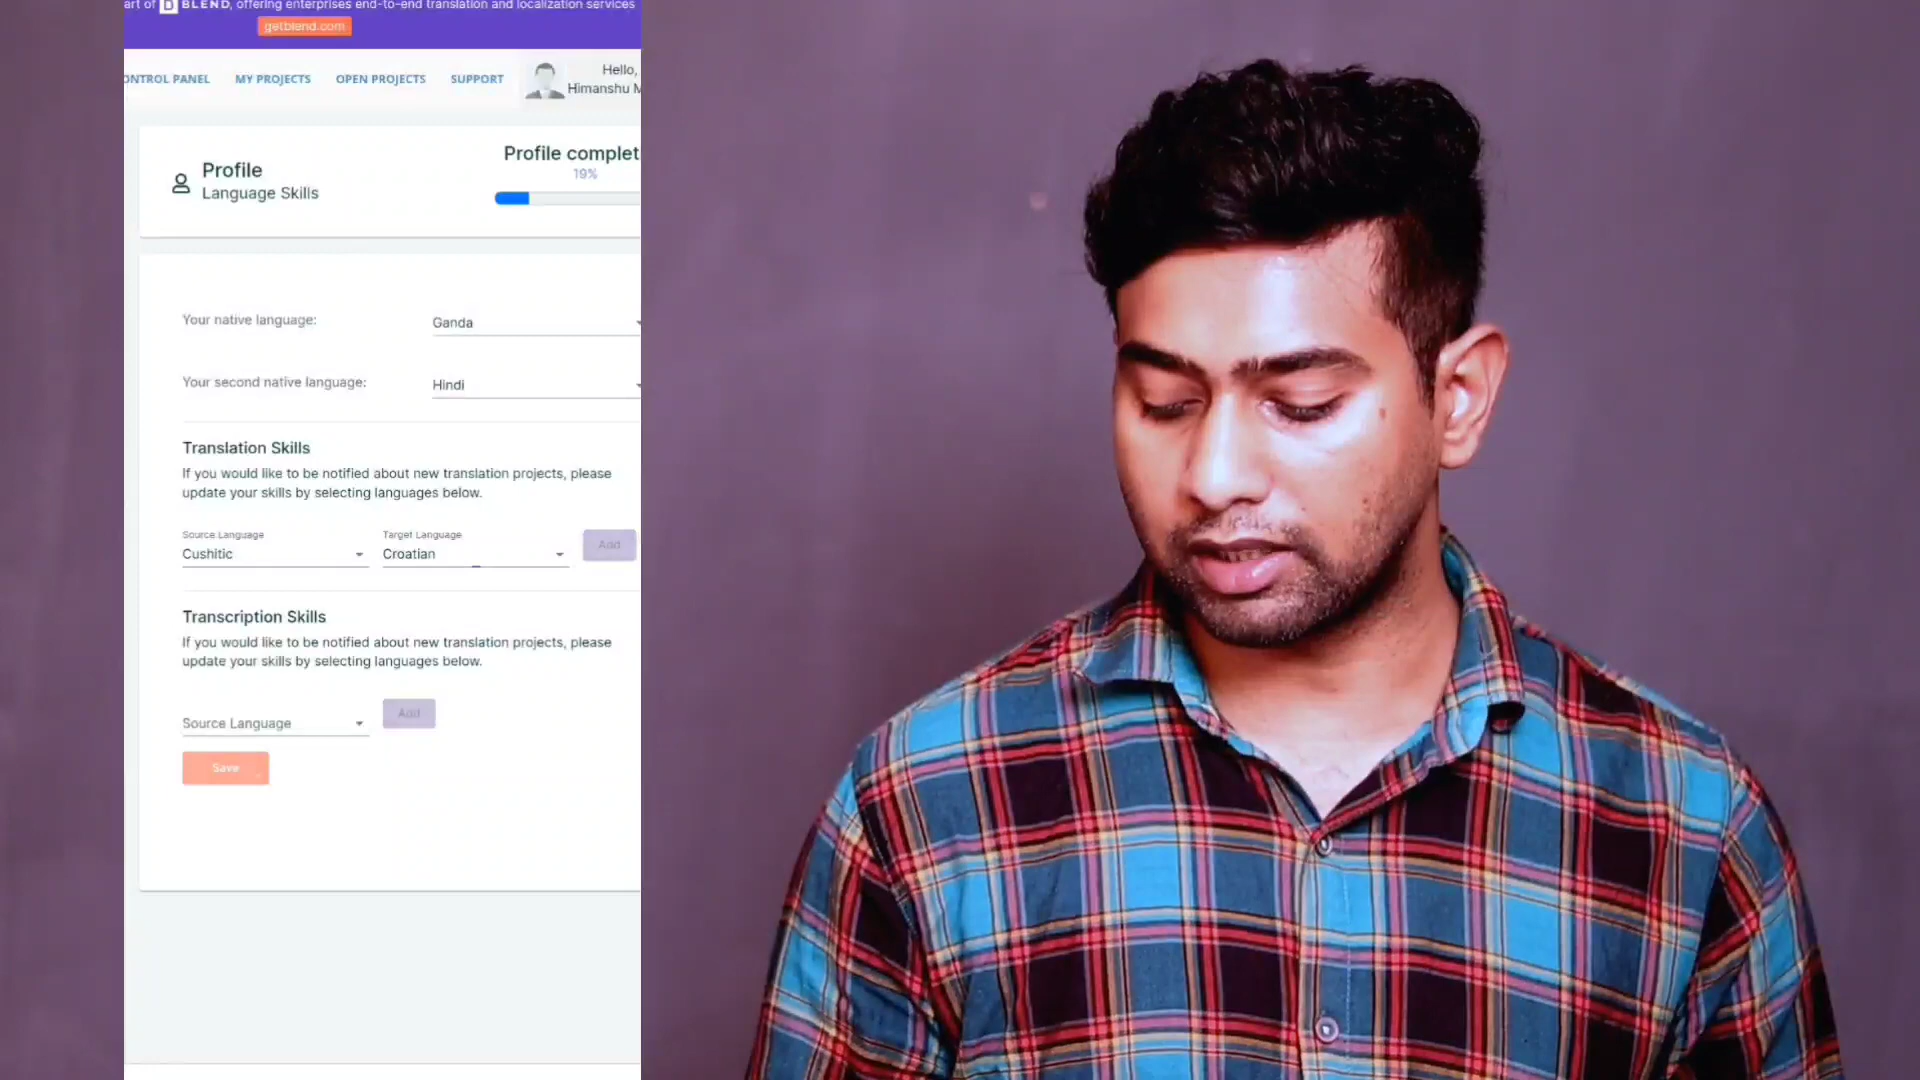 art of BLEND, offering enterprises end-to-end translation and localization services
getblend.com
ONTROL PANEL MY PROJECTS OPEN PROJECTS SUPPORT
Hello,
Himanshu M
Profile
Language Skills
Profile complet
19%
Your native language: Ganda
Your second native language: Hindi
Translation Skills
If you would like to be notified about new translation projects, please
update your skills by selecting languages below.
Source Language Target Language
Cushitic Croatian Add
Transcription Skills
If you would like to be notified about new translation projects, please
update your skills by selecting languages below.
Source Language Add
Save